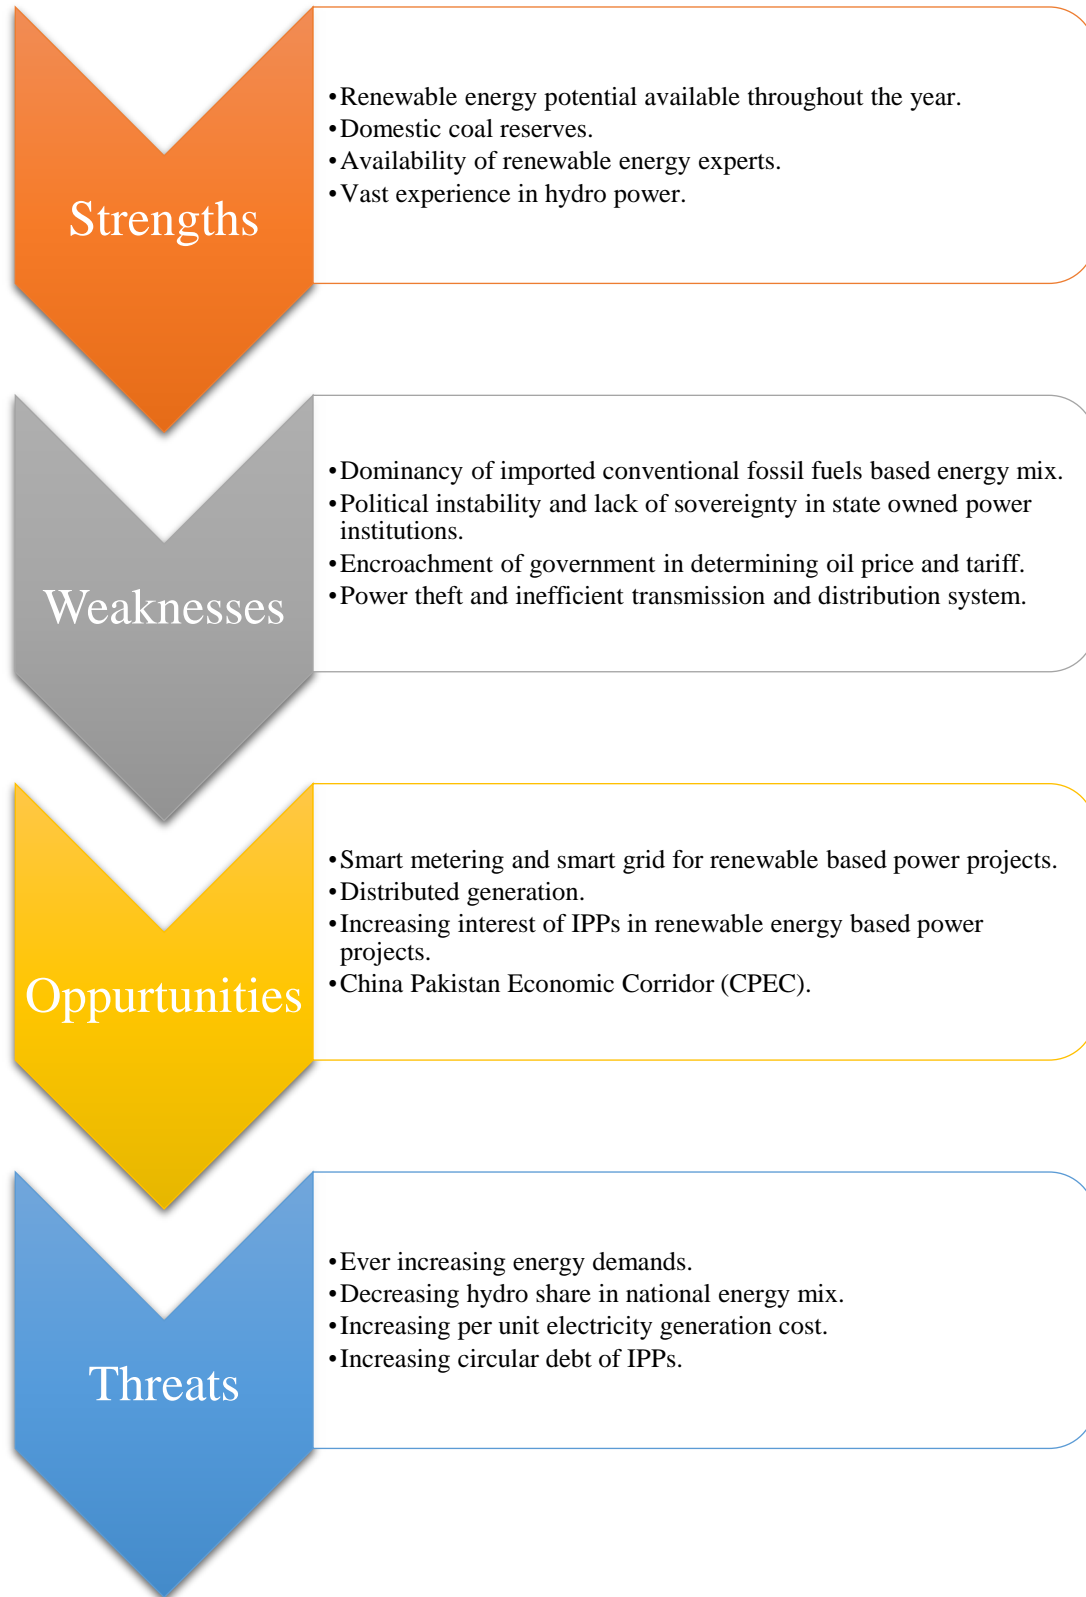 Strengths
•Renewable energy potential available throughout the year.
•Domestic coal reserves.
•Availability of renewable energy experts.
•Vast experience in hydro power.
Weaknesses
•Dominancy of imported conventional fossil fuels based energy mix.
•Political instability and lack of sovereignty in state owned power
institutions.
•Encroachment of government in determining oil price and tariff.
•Power theft and inefficient transmission and distribution system.
Oppurtunities
•Smart metering and smart grid for renewable based power projects.
•Distributed generation.
•Increasing interest of IPPs in renewable energy based power
projects.
•China Pakistan Economic Corridor (CPEC).
Threats
•Ever increasing energy demands.
•Decreasing hydro share in national energy mix.
•Increasing per unit electricity generation cost.
•Increasing circular debt of IPPs.